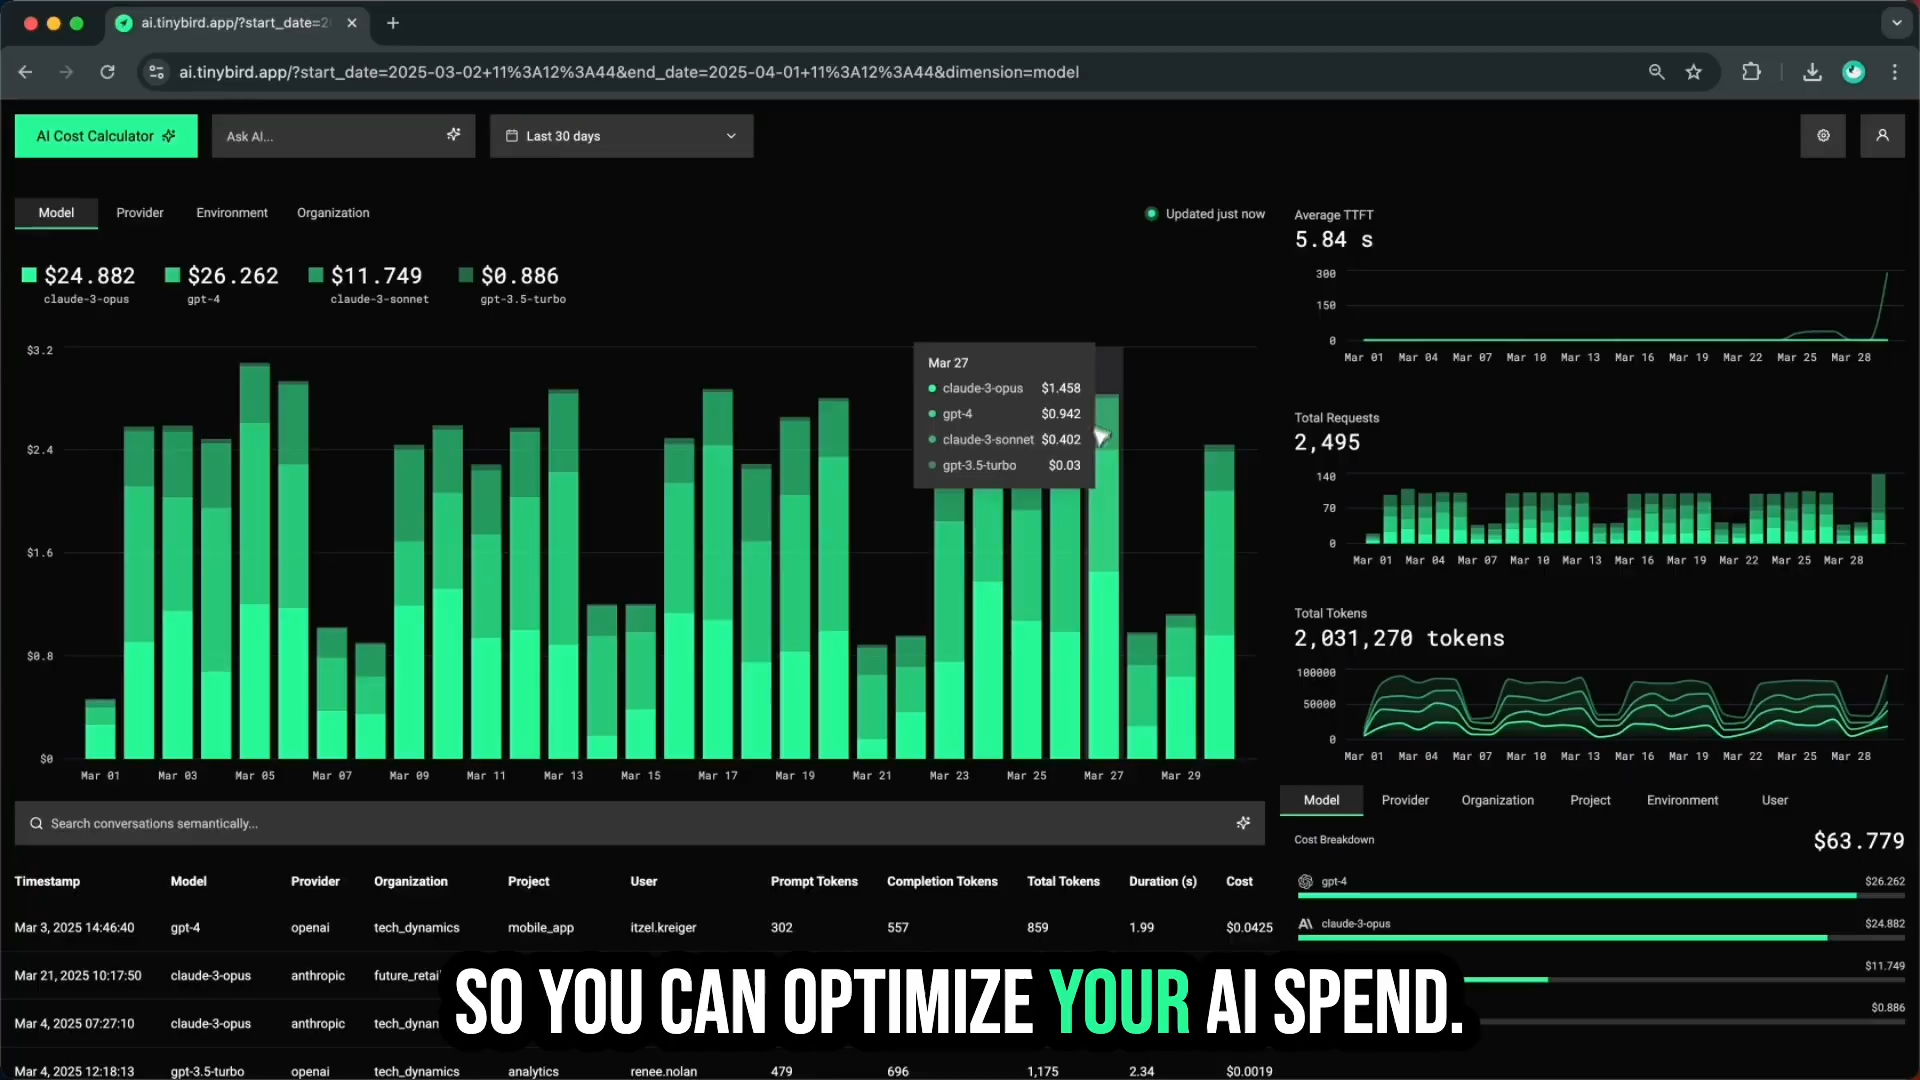 ai.tinybird.app/?start_date=2
ai.tinybird.app/?start_date=2025-03-02+11%3A12%3A44&end_date=2025-04-01+11%3A12%3A44&dimension=model
AI Cost Calculator
Ask AI...
Last 30 days
Model Provider Environment Organization
Updated just now
$24.882 $26.262 $11.749 $0.886
claude-3-opus gpt-4 claude-3-sonnet gpt-3.5-turbo
$3.2
$2.4
$1.6
$0.8
$0
Mar 27
claude-3-opus $1.458
gpt-4 $0.942
claude-3-sonnet $0.402
gpt-3.5-turbo $0.03
Mar 01 Mar 03 Mar 05 Mar 07 Mar 09 Mar 11 Mar 13 Mar 15 Mar 17 Mar 19 Mar 21 Mar 23 Mar 25 Mar 27 Mar 29
Average TTFT
5.84 s
300
150
0
Mar 01 Mar 04 Mar 07 Mar 10 Mar 13 Mar 16 Mar 19 Mar 22 Mar 25 Mar 28
Total Requests
2,495
140
70
0
Mar 01 Mar 04 Mar 07 Mar 10 Mar 13 Mar 16 Mar 19 Mar 22 Mar 25 Mar 28
Total Tokens
2,031,270 tokens
100000
50000
0
Mar 01 Mar 04 Mar 07 Mar 10 Mar 13 Mar 16 Mar 19 Mar 22 Mar 25 Mar 28
Search conversations semantically...
Timestamp Model Provider Organization Project User Prompt Tokens Completion Tokens Total Tokens Duration (s) Cost
Mar 3, 2025 14:46:40 gpt-4 openai tech_dynamics mobile_app itzel.kreiger 302 557 859 1.99 $0.0425
Mar 21, 2025 10:17:50 claude-3-opus anthropic future_retai
Mar 4, 2025 07:27:10 claude-3-opus anthropic tech_dynan
Mar 4, 2025 12:18:13 gpt-3.5-turbo openai tech_dynamics analytics renee.nolan 479 696 1,175 2.34 $0.0019
Model Provider Organization Project Environment User
Cost Breakdown $63.779
gpt-4 $26.262
claude-3-opus $24.882
$11.749
$0.886
SO YOU CAN OPTIMIZE YOUR AI SPEND.